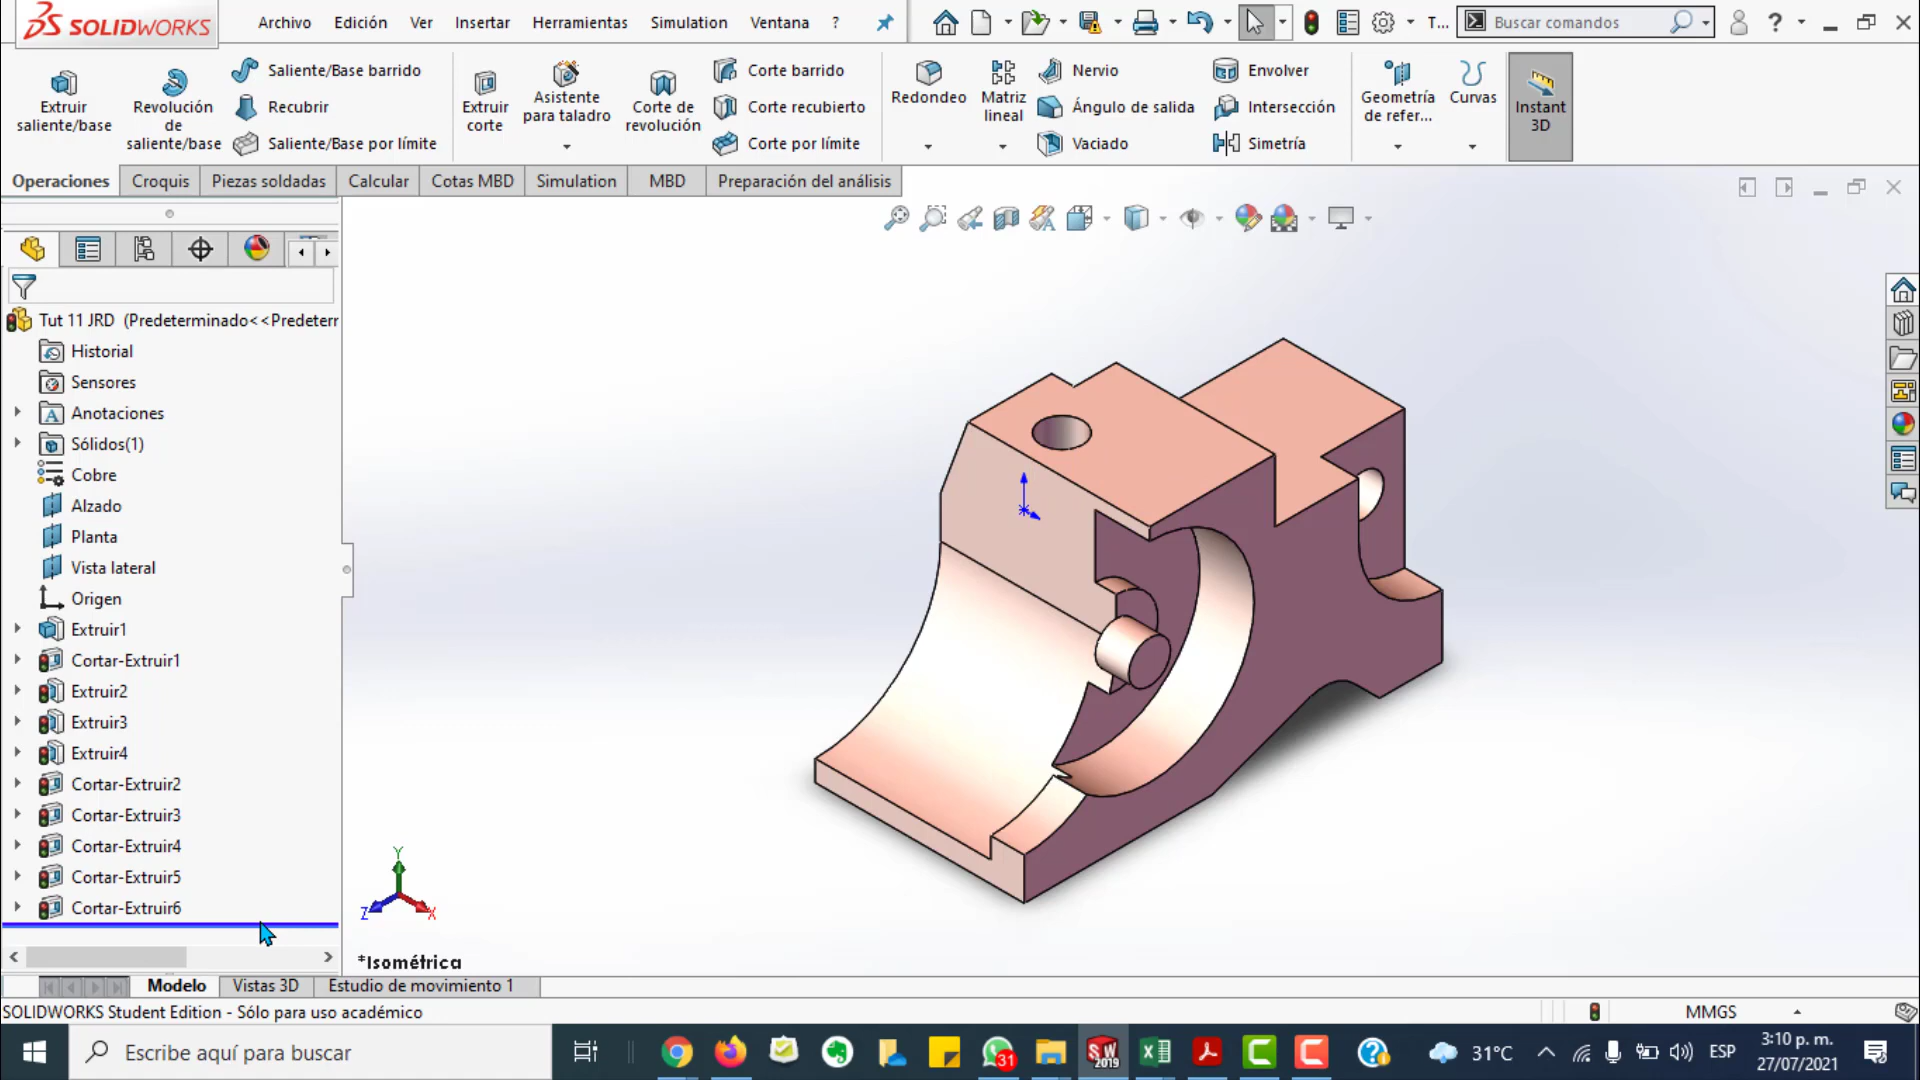 SOLIDWORKS
Archivo Edición Ver Insertar Herramientas Simulation Ventana ?
T... Buscar comandos ?
Extruir saliente/base
Revolución de saliente/base
Saliente/Base barrido
Recubrir
Saliente/Base por límite
Extruir corte
Asistente para taladro
Corte de revolución
Corte barrido
Corte recubierto
Corte por límite
Redondeo
Matriz lineal
Nervio
Ángulo de salida
Vaciado
Envolver
Intersección
Simetría
Geometría de refer...
Curvas
Instant 3D
Operaciones Croquis Piezas soldadas Calcular Cotas MBD Simulation MBD Preparación del análisis
Tut 11 JRD (Predeterminado<<Predeterr
Historial
Sensores
Anotaciones
Sólidos(1)
Cobre
Alzado
Planta
Vista lateral
Origen
Extruir1
Cortar-Extruir1
Extruir2
Extruir3
Extruir4
Cortar-Extruir2
Cortar-Extruir3
Cortar-Extruir4
Cortar-Extruir5
Cortar-Extruir6
Y
Z X
*Isométrica
Modelo Vistas 3D Estudio de movimiento 1
SOLIDWORKS Student Edition - Sólo para uso académico
MMGS
Escribe aquí para buscar
31
SW 2019
31°C ESP
3:10 p. m.
27/07/2021